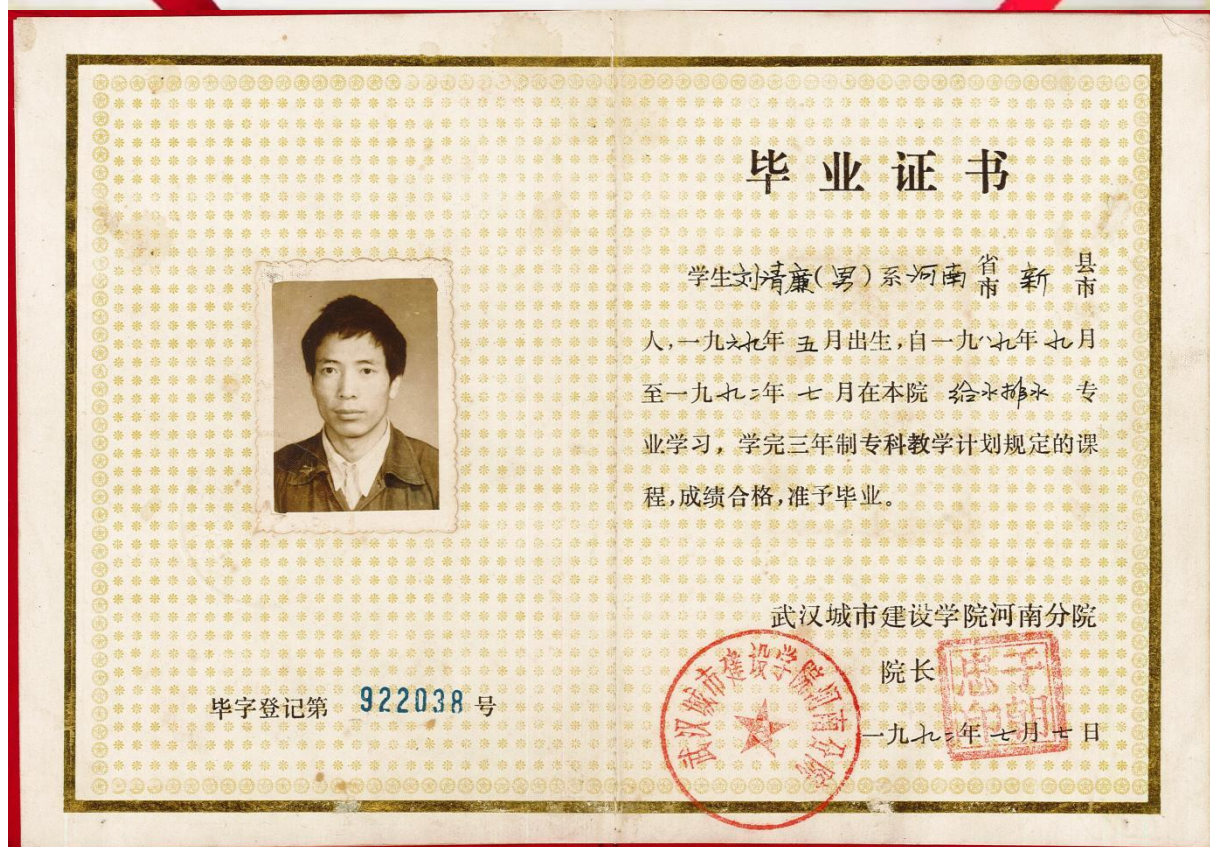 毕业证书
学生刘清廉(男)系河南省市新县市
人,一九六九年五月出生,自一九八九年九月
至一九九二年七月在本院给水排水专
业学习,学完三年制专科教学计划规定的课
程,成绩合格,准予毕业。
武汉城市建设学院河南分院
院长
一九九二年七月七日
武汉城市建设学院河南分院
毕字登记第 922038 号